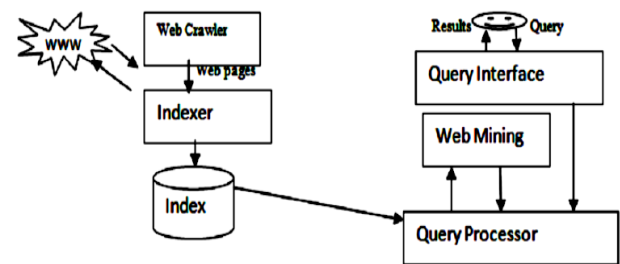 WWW
Web Crawler
Web pages
Indexer
Index
Results
Query
Query Interface
Web Mining
Query Processor